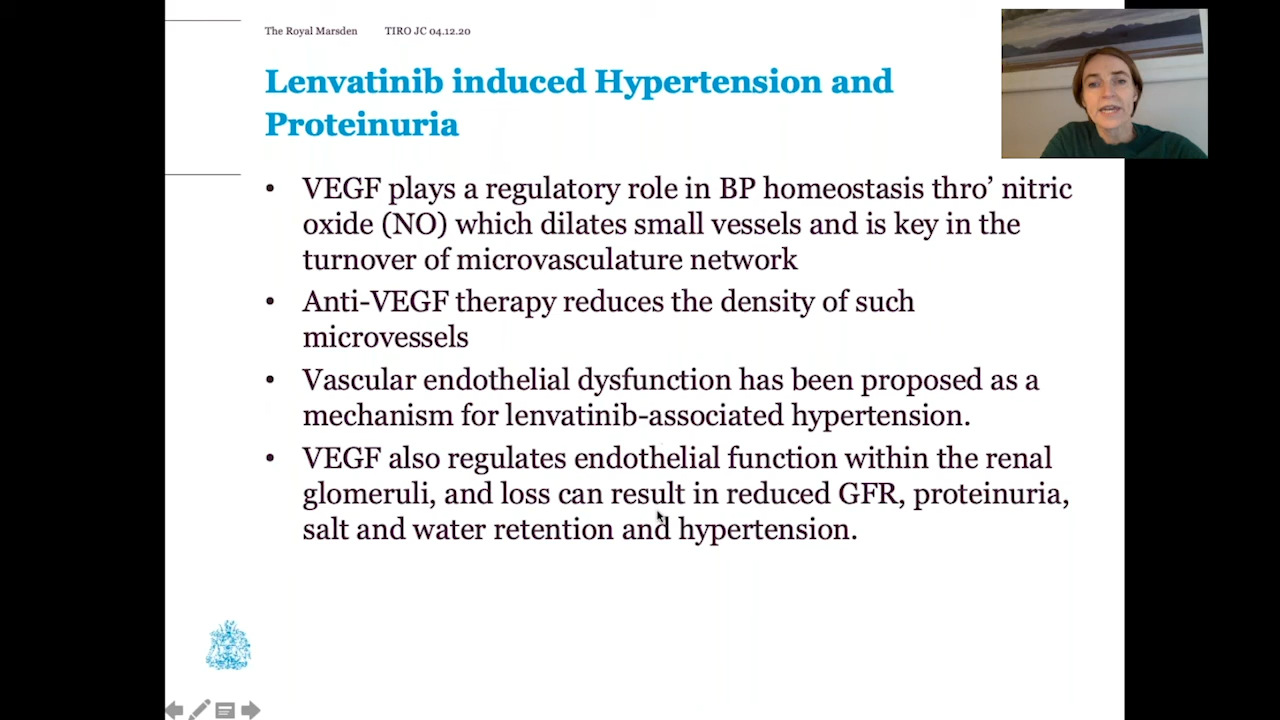 The Royal Marsden TIRO JC 04.12.20
Lenvatinib induced Hypertension and
Proteinuria
• VEGF plays a regulatory role in BP homeostasis thro’ nitric
oxide (NO) which dilates small vessels and is key in the
turnover of microvasculature network
• Anti-VEGF therapy reduces the density of such
microvessels
• Vascular endothelial dysfunction has been proposed as a
mechanism for lenvatinib-associated hypertension.
• VEGF also regulates endothelial function within the renal
glomeruli, and loss can result in reduced GFR, proteinuria,
salt and water retention and hypertension.